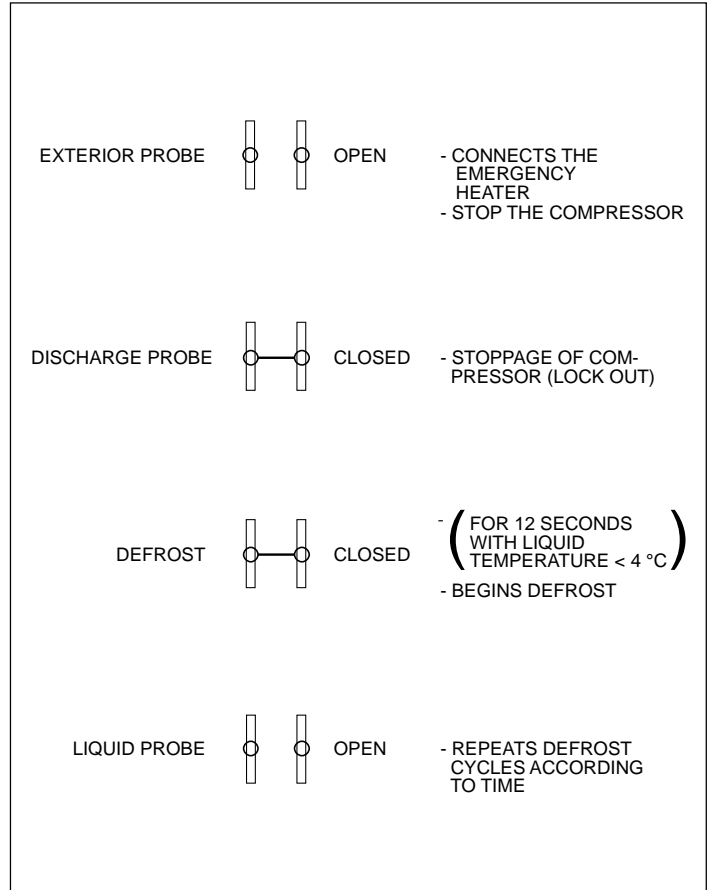 EXTERIOR PROBE OPEN - CONNECTS THE
EMERGENCY
HEATER
- STOP THE COMPRESSOR
DISCHARGE PROBE CLOSED - STOPPAGE OF COM-
PRESSOR (LOCK OUT)
DEFROST CLOSED - (FOR 12 SECONDS
WITH LIQUID
TEMPERATURE < 4 °C)
- BEGINS DEFROST
LIQUID PROBE OPEN - REPEATS DEFROST
CYCLES ACCORDING
TO TIME